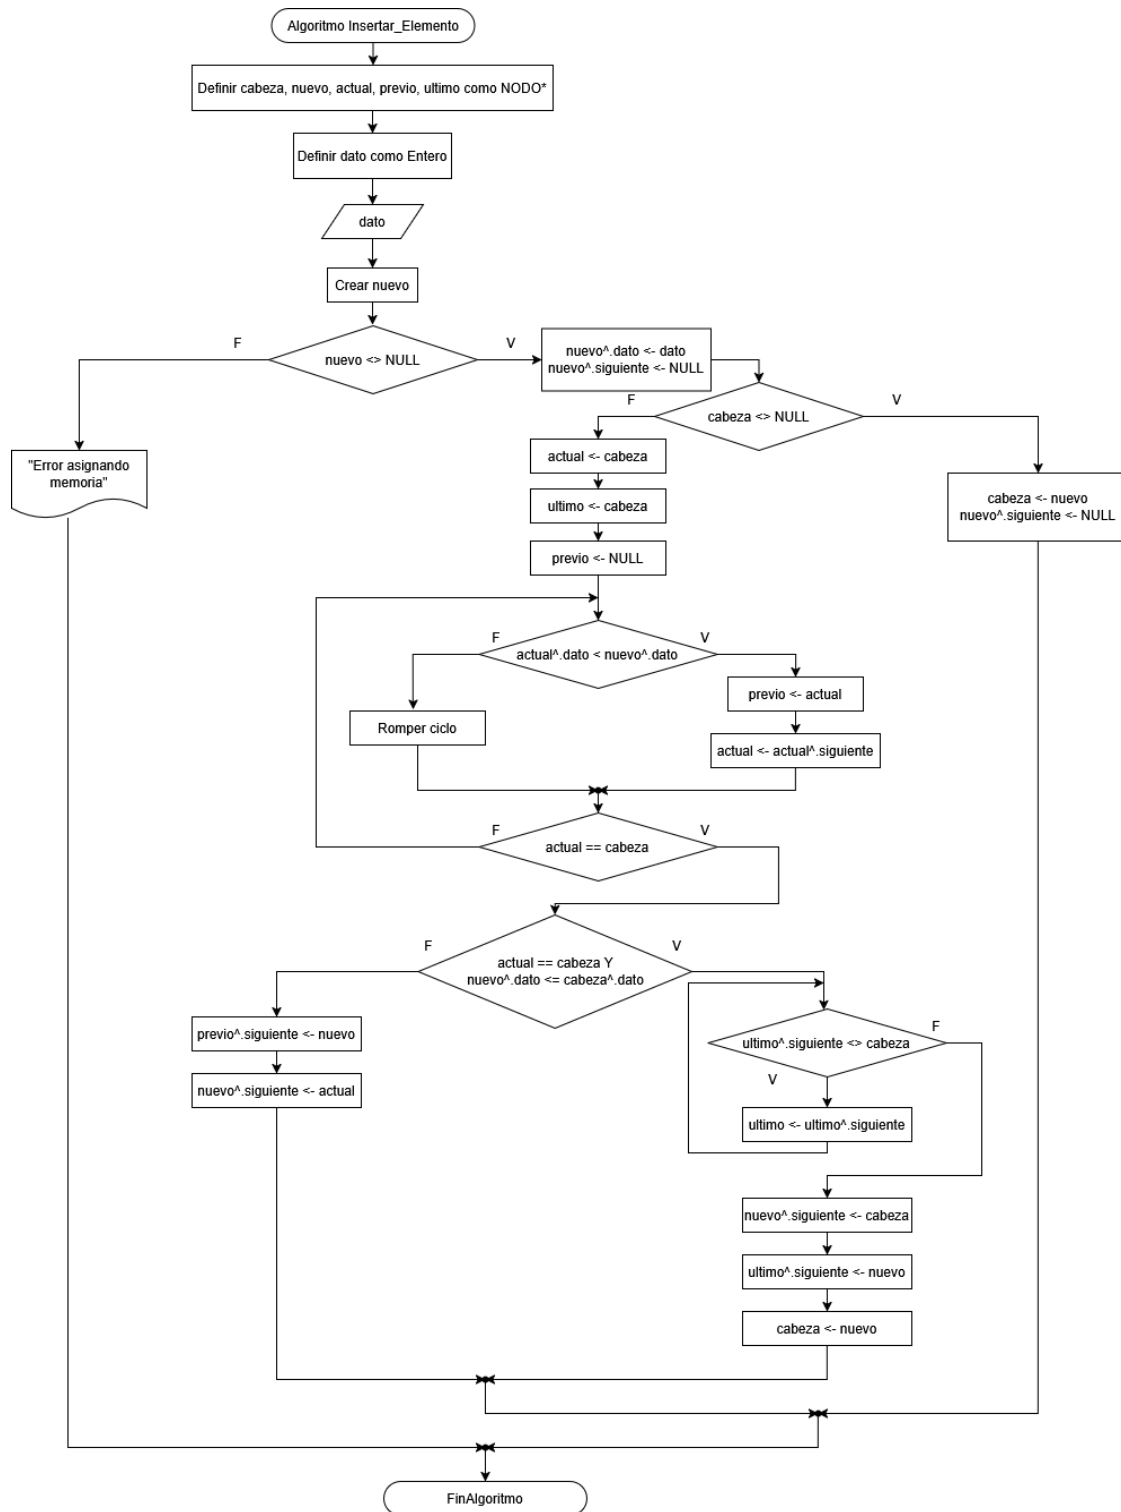 Algoritmo Insertar_Elemento
Definir cabeza, nuevo, actual, previo, ultimo como NODO*
Definir dato como Entero
dato
Crear nuevo
nuevo <> NULL
F
V
nuevo^.dato <- dato
nuevo^.siguiente <- NULL
cabeza <> NULL
F
V
"Error asignando
memoria"
actual <- cabeza
ultimo <- cabeza
previo <- NULL
cabeza <- nuevo
nuevo^.siguiente <- NULL
F
actual^.dato < nuevo^.dato
V
Romper ciclo
previo <- actual
actual <- actual^.siguiente
F
actual == cabeza
V
F
actual == cabeza Y
nuevo^.dato <= cabeza^.dato
V
previo^.siguiente <- nuevo
nuevo^.siguiente <- actual
ultimo^.siguiente <> cabeza
F
V
ultimo <- ultimo^.siguiente
nuevo^.siguiente <- cabeza
ultimo^.siguiente <- nuevo
cabeza <- nuevo
FinAlgoritmo